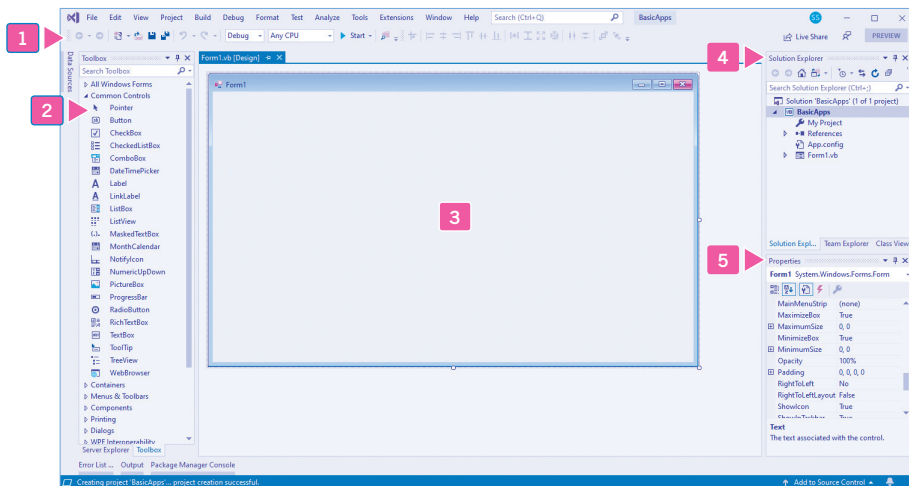 File Edit View Project Build Debug Format Test Analyze Tools Extensions Window Help Search (Ctrl+Q) BasicApps SS
Debug Any CPU Start Live Share PREVIEW
1
Data Sources
Toolbox
Search Toolbox
All Windows Forms
Common Controls
Pointer
Button
CheckBox
CheckedListBox
ComboBox
DateTimePicker
Label
LinkLabel
ListBox
ListView
MaskedTextBox
MonthCalendar
NotifyIcon
NumericUpDown
PictureBox
ProgressBar
RadioButton
RichTextBox
TextBox
ToolTip
TreeView
WebBrowser
Containers
Menus & Toolbars
Components
Printing
Dialogs
WPF Interoperability
Server Explorer Toolbox
2
Form1.vb [Design]
Form1
3
4
Solution Explorer
Search Solution Explorer (Ctrl+;)
Solution 'BasicApps' (1 of 1 project)
BasicApps
My Project
References
App.config
Form1.vb
Solution Expl... Team Explorer Class View
5
Properties
Form1 System.Windows.Forms.Form
MainMenuStrip (none)
MaximizeBox True
MaximumSize 0, 0
MinimizeBox True
MinimumSize 0, 0
Opacity 100%
Padding 0, 0, 0, 0
RightToLeft No
RightToLeftLayout False
ShowIcon True
ShowInTaskbar True
Text
The text associated with the control.
Error List ... Output Package Manager Console
Creating project 'BasicApps'... project creation successful. Add to Source Control